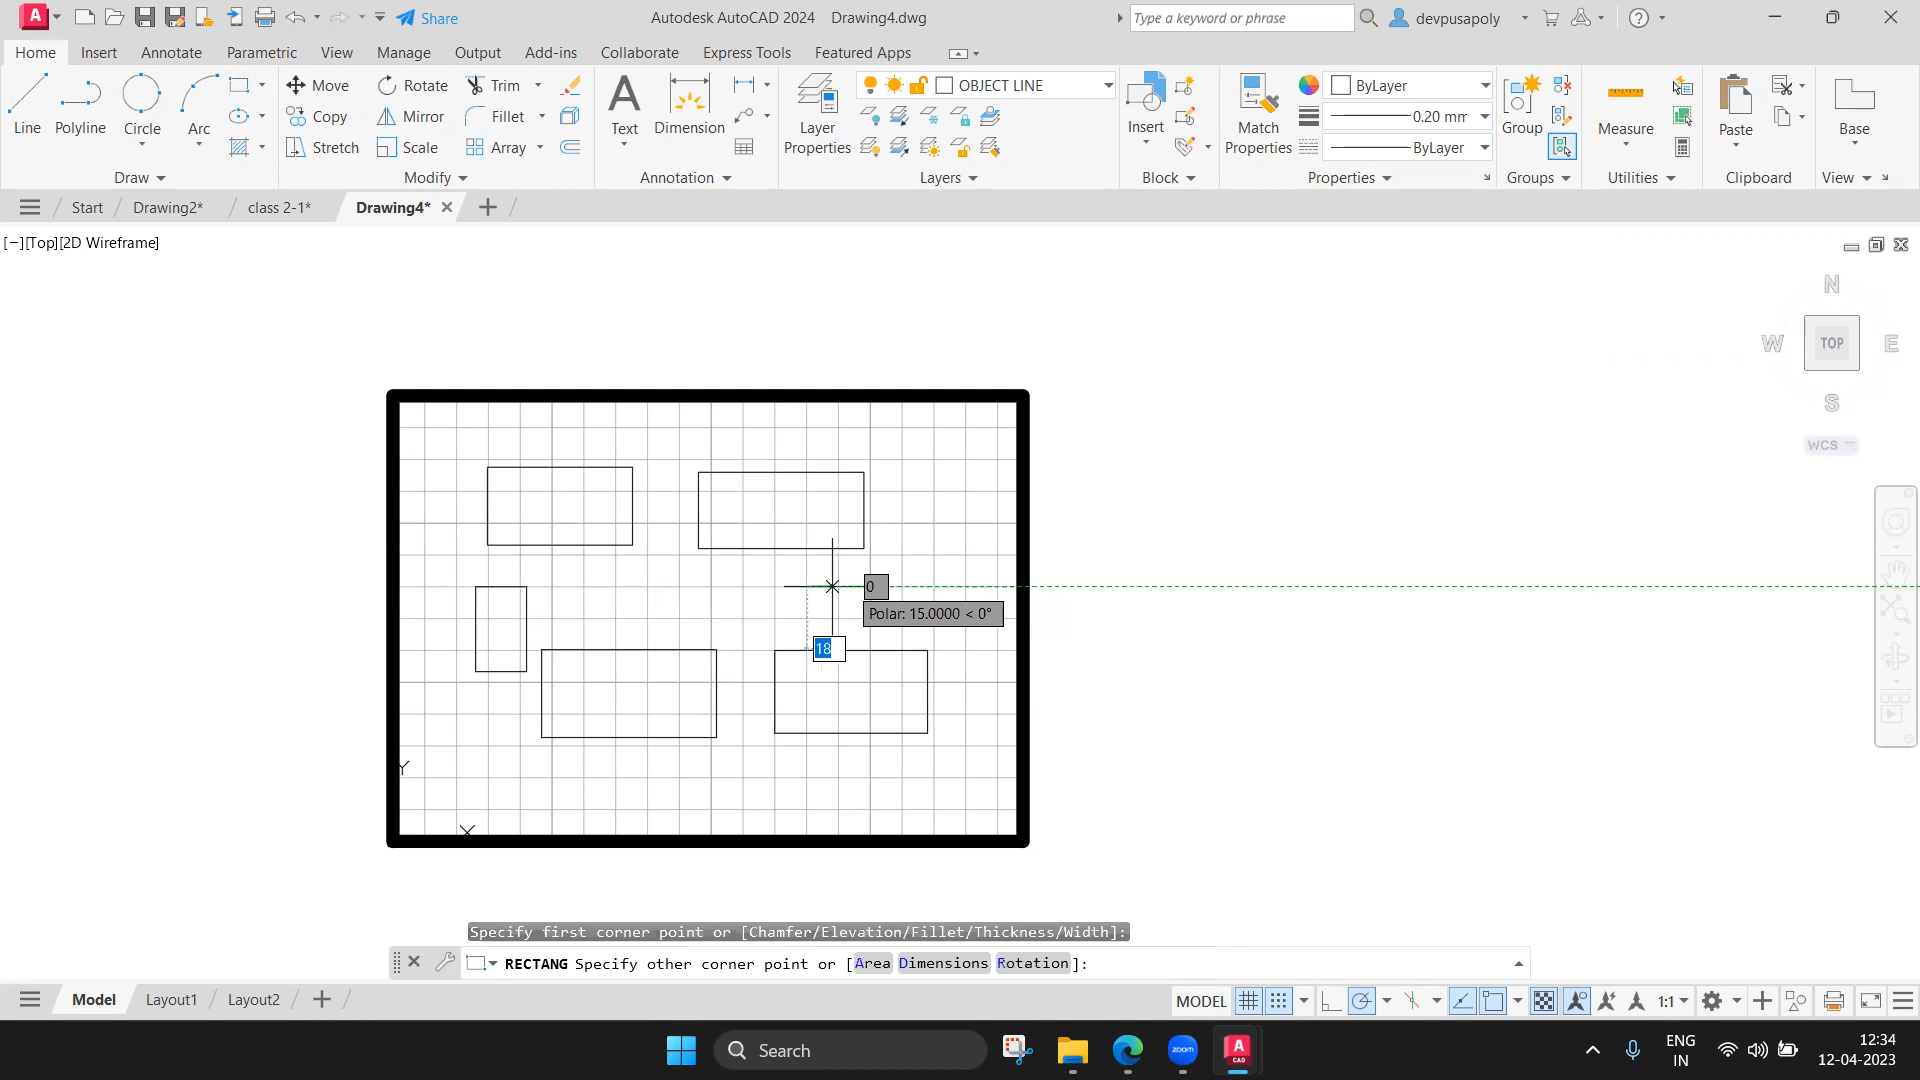 A Share Autodesk AutoCAD 2024 Drawing4.dwg Type a keyword or phrase devpusapoly
Home Insert Annotate Parametric View Manage Output Add-ins Collaborate Express Tools Featured Apps
Line Polyline Circle Arc
Move Rotate Trim
Copy Mirror Fillet
Stretch Scale Array
Text Dimension
Layer Properties
OBJECT LINE
Insert
Match Properties
ByLayer
0.20 mm
ByLayer
Group
Measure
Paste
Base
Draw Modify Annotation Layers Block Properties Groups Utilities Clipboard View
Start Drawing2* class 2-1* Drawing4*
[−][Top][2D Wireframe]
N
W TOP E
S
WCS
0
Polar: 15.0000 < 0°
18
Y
X
Specify first corner point or [Chamfer/Elevation/Fillet/Thickness/Width]:
RECTANG Specify other corner point or [Area Dimensions Rotation]:
Model Layout1 Layout2
MODEL 1:1
Search
zoom
A CAD
ENG IN
12:34
12-04-2023